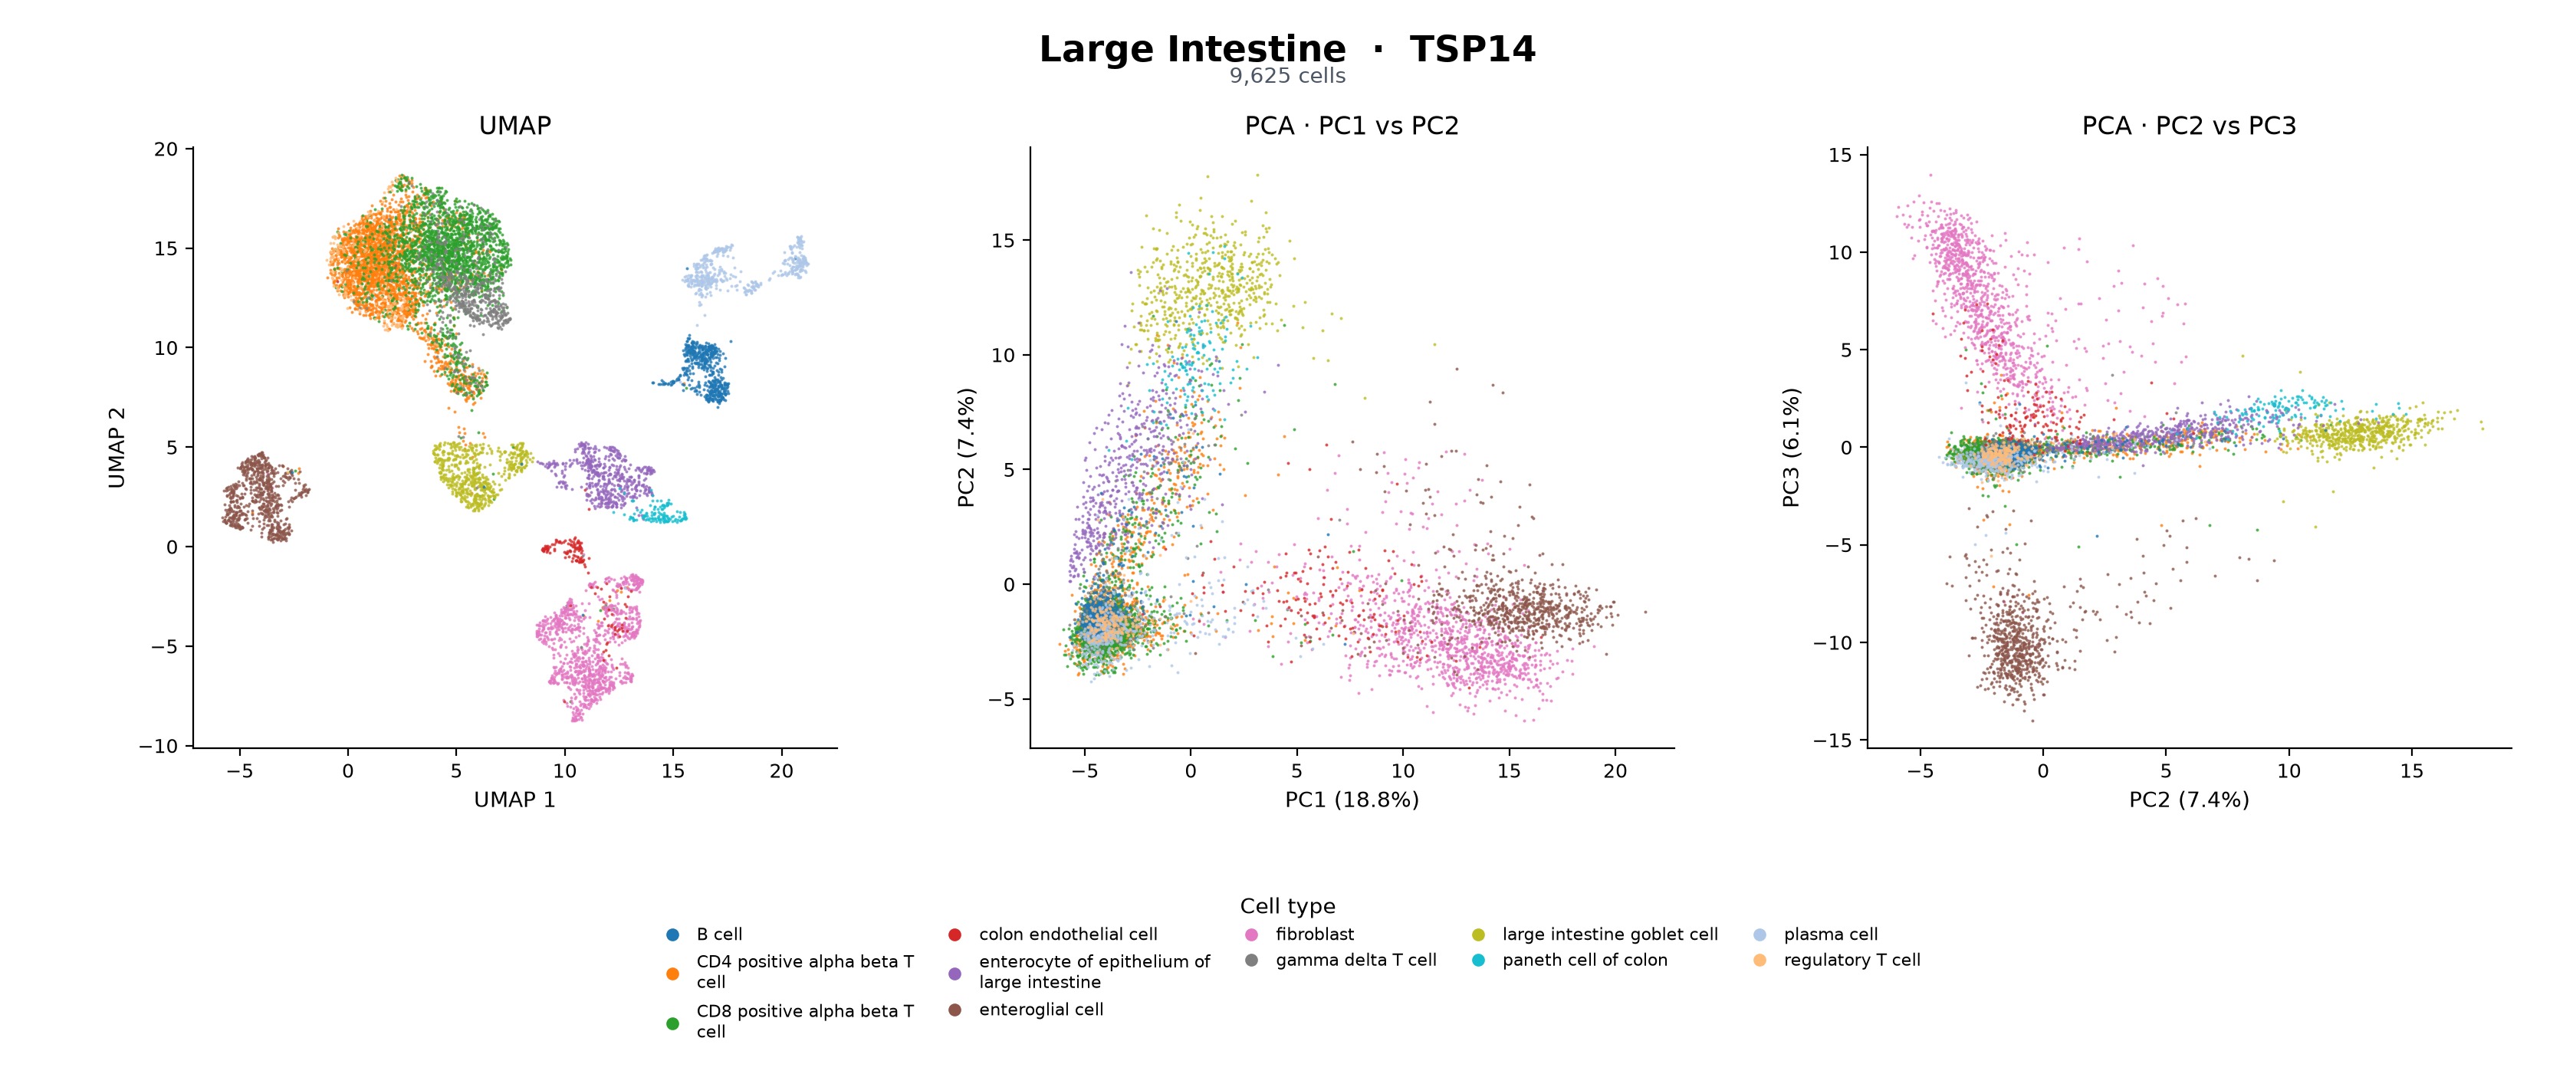 Large Intestine · TSP14
9,625 cells
UMAP
20
15
10
5
0
−5
−10
UMAP 2
−5
0
5
10
15
20
UMAP 1
PCA · PC1 vs PC2
15
10
5
0
−5
PC2 (7.4%)
−5
0
5
10
15
20
PC1 (18.8%)
PCA · PC2 vs PC3
15
10
5
0
−5
−10
−15
PC3 (6.1%)
−5
0
5
10
15
PC2 (7.4%)
Cell type
B cell
CD4 positive alpha beta T
cell
CD8 positive alpha beta T
cell
colon endothelial cell
enterocyte of epithelium of
large intestine
enteroglial cell
fibroblast
gamma delta T cell
large intestine goblet cell
paneth cell of colon
plasma cell
regulatory T cell